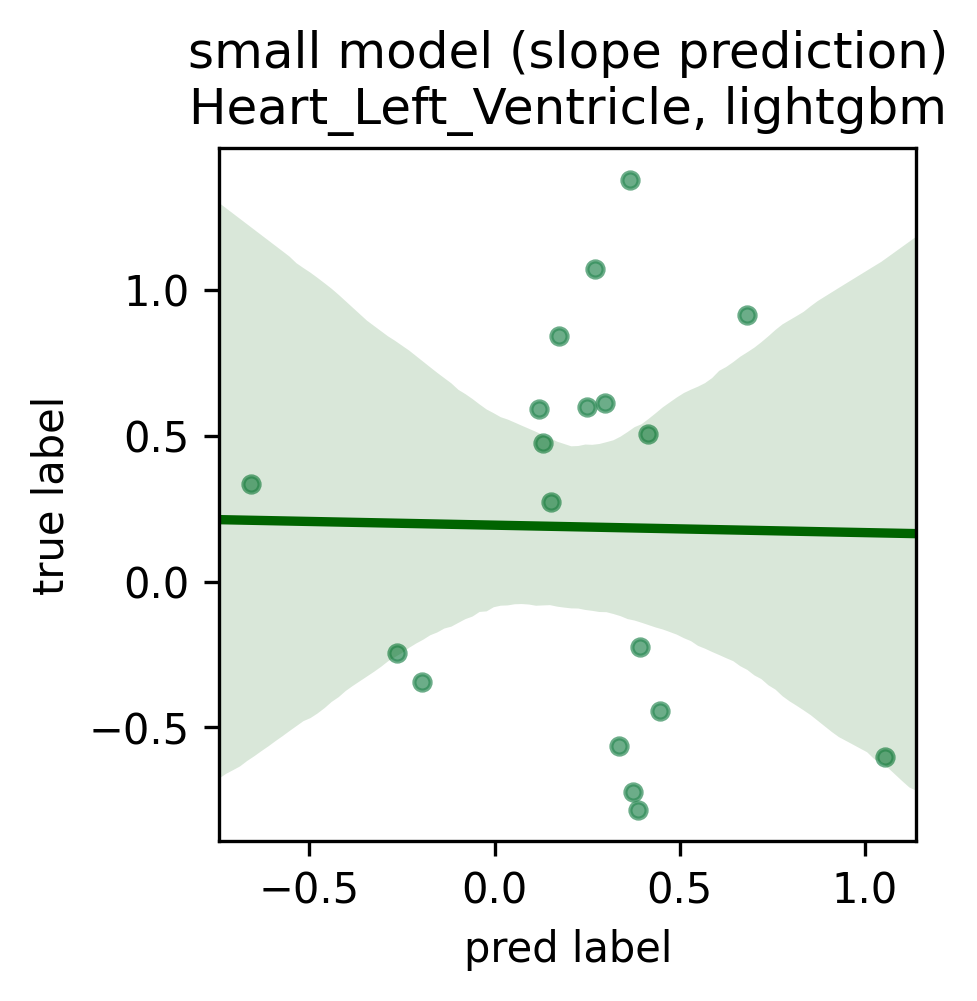 small model (slope prediction)
Heart_Left_Ventricle, lightgbm
1.0
0.5
0.0
−0.5
true label
−0.5
0.0
0.5
1.0
pred label